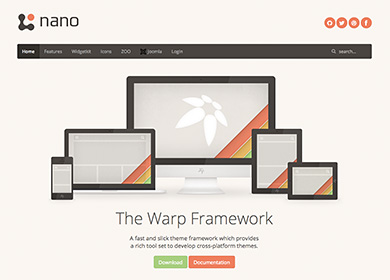 nano
Home Features Widgetkit Icons ZOO Joomla Login search...
The Warp Framework
A fast and slick theme framework which provides
a rich tool set to develop cross-platform themes.
Download Documentation